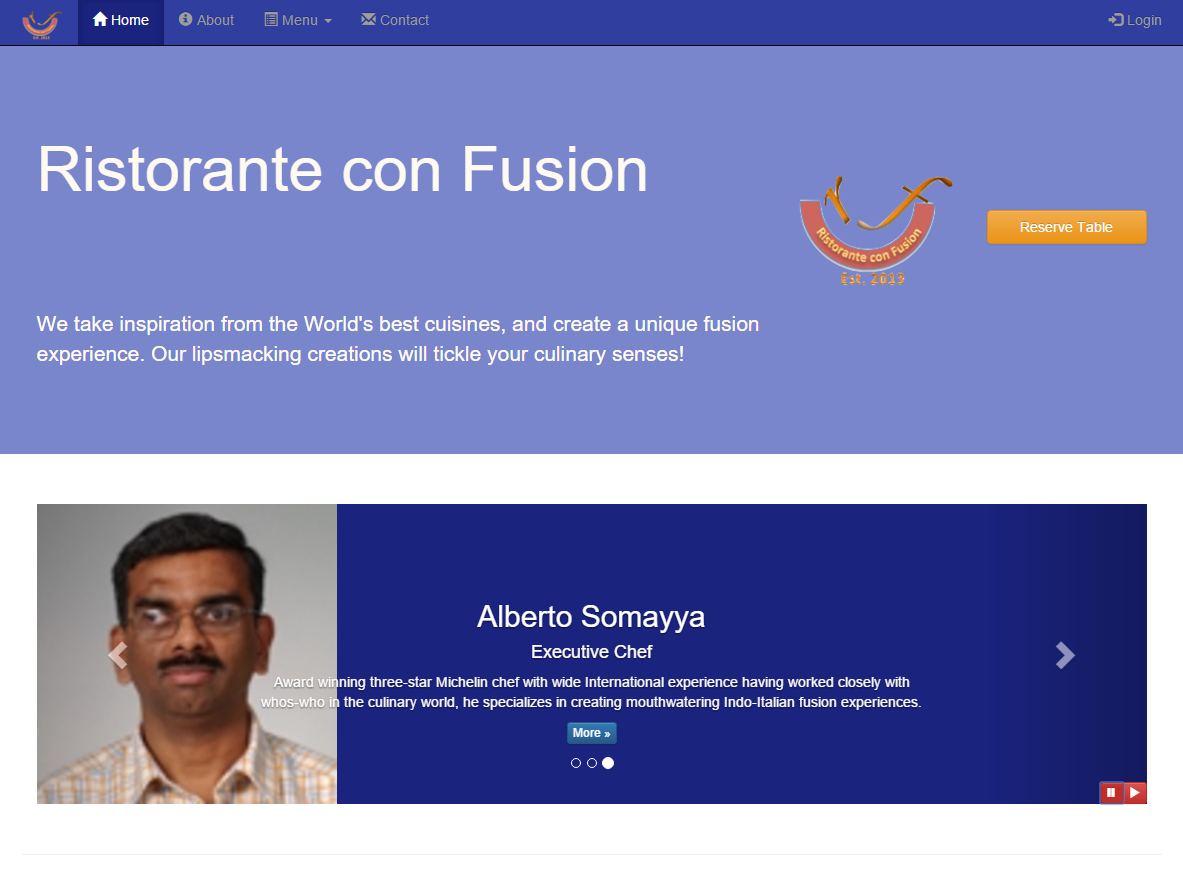 Home About Menu Contact Login
Ristorante con Fusion
Ristorante con Fusion
Est. 2013
Reserve Table
We take inspiration from the World's best cuisines, and create a unique fusion
experience. Our lipsmacking creations will tickle your culinary senses!
Alberto Somayya
Executive Chef
Award winning three-star Michelin chef with wide International experience having worked closely with
whos-who in the culinary world, he specializes in creating mouthwatering Indo-Italian fusion experiences.
More »